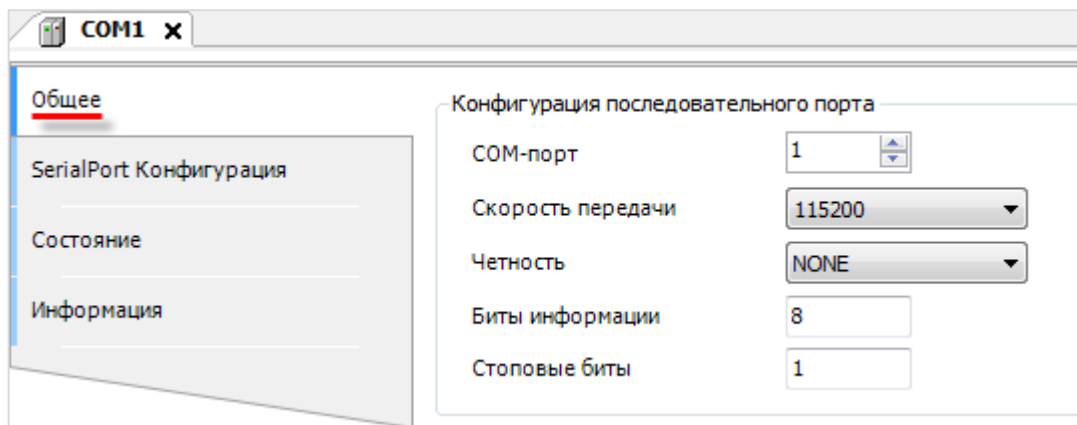 COM1
Общее
SerialPort Конфигурация
Состояние
Информация
Конфигурация последовательного порта
COM-порт 1
Скорость передачи 115200
Четность NONE
Биты информации 8
Стоповые биты 1